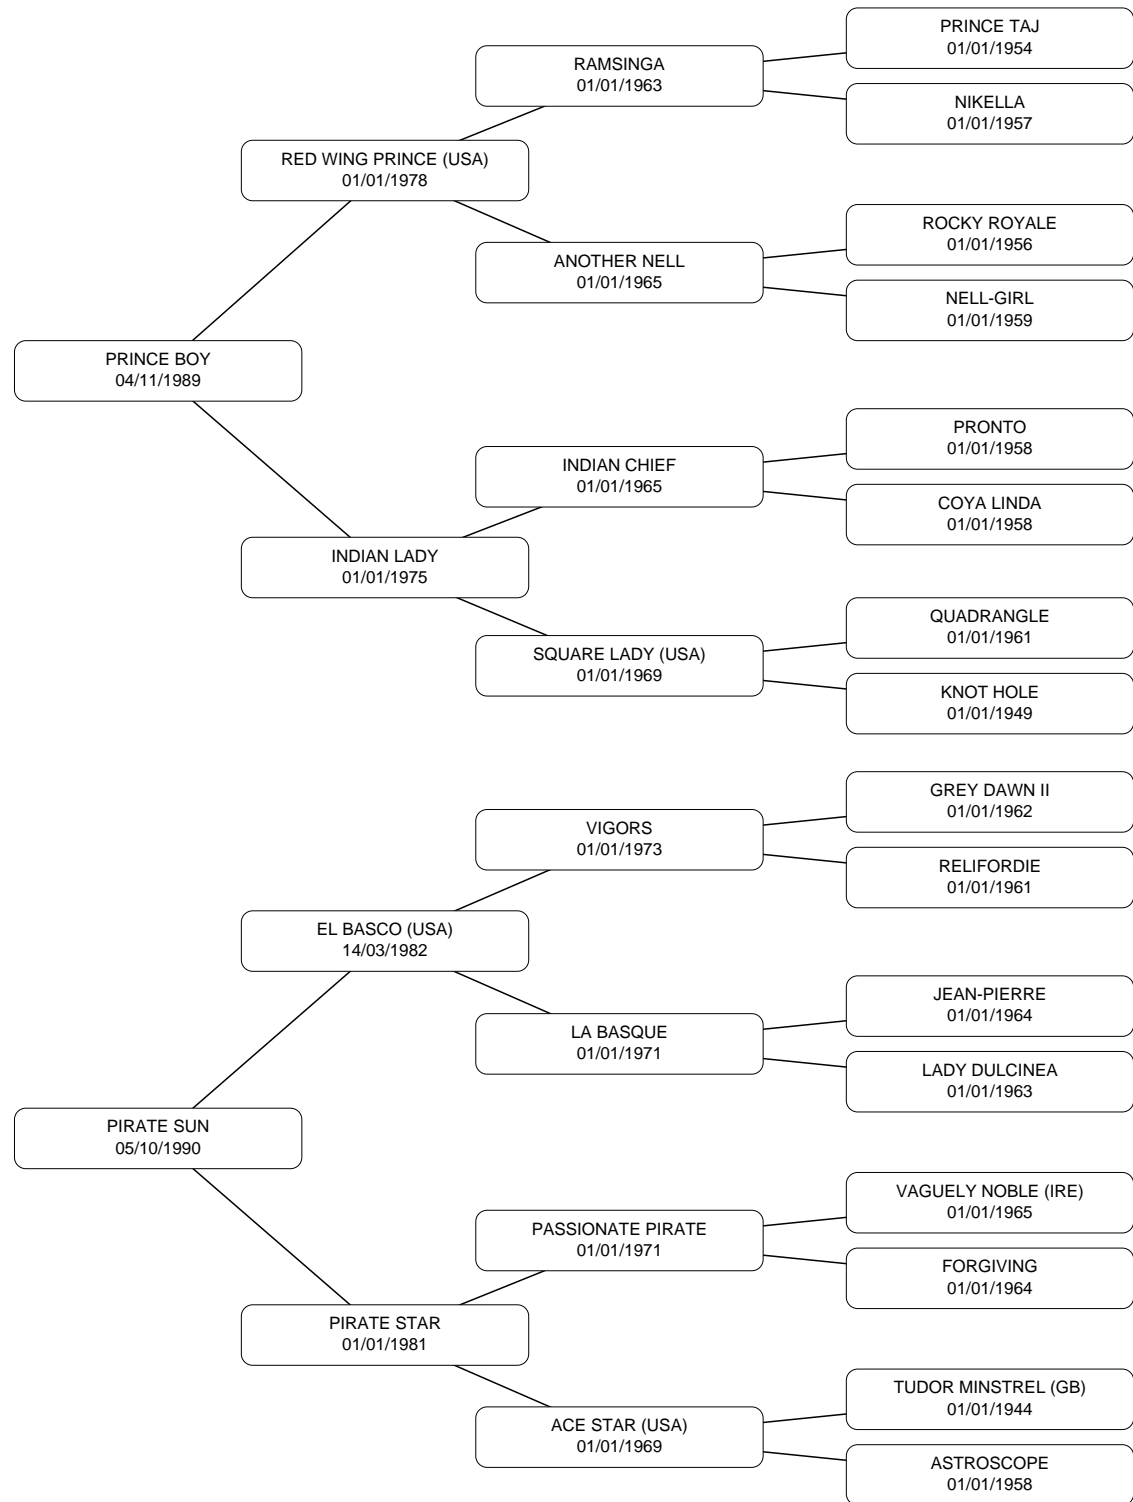 PRINCE TAJ
01/01/1954
RAMSINGA
01/01/1963
NIKELLA
01/01/1957
RED WING PRINCE (USA)
01/01/1978
ROCKY ROYALE
01/01/1956
ANOTHER NELL
01/01/1965
NELL-GIRL
01/01/1959
PRINCE BOY
04/11/1989
PRONTO
01/01/1958
INDIAN CHIEF
01/01/1965
COYA LINDA
01/01/1958
INDIAN LADY
01/01/1975
QUADRANGLE
01/01/1961
SQUARE LADY (USA)
01/01/1969
KNOT HOLE
01/01/1949
GREY DAWN II
01/01/1962
VIGORS
01/01/1973
RELIFORDIE
01/01/1961
EL BASCO (USA)
14/03/1982
JEAN-PIERRE
01/01/1964
LA BASQUE
01/01/1971
LADY DULCINEA
01/01/1963
PIRATE SUN
05/10/1990
VAGUELY NOBLE (IRE)
01/01/1965
PASSIONATE PIRATE
01/01/1971
FORGIVING
01/01/1964
PIRATE STAR
01/01/1981
TUDOR MINSTREL (GB)
01/01/1944
ACE STAR (USA)
01/01/1969
ASTROSCOPE
01/01/1958